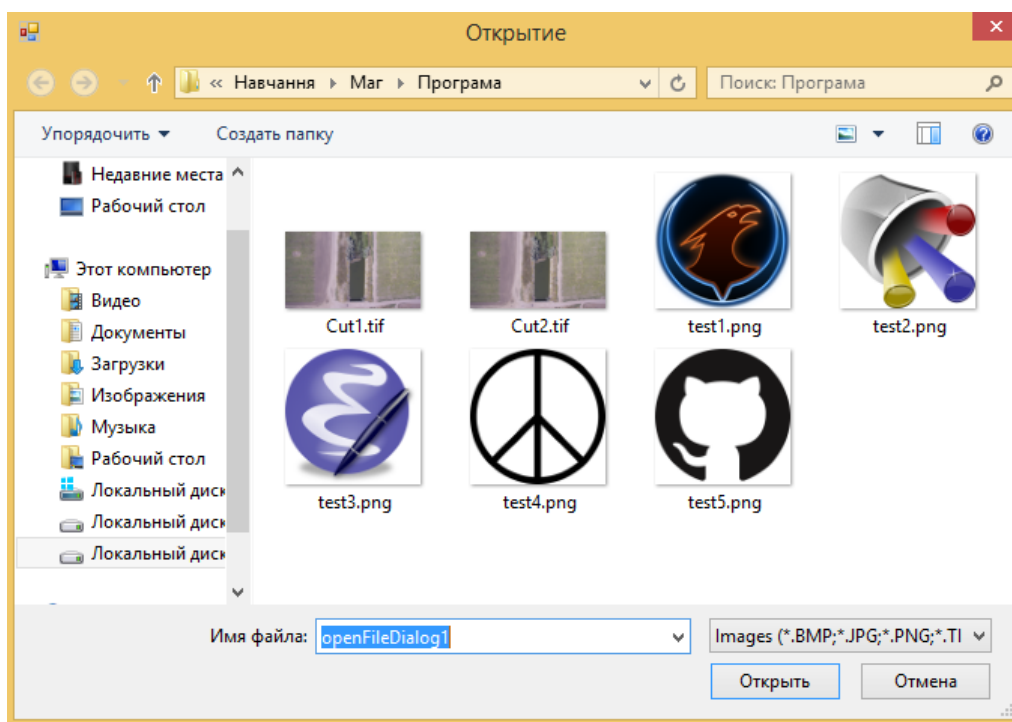 Открытие
« Навчання Маг Програма
Поиск: Програма
Упорядочить Создать папку
Недавние места
Рабочий стол
Этот компьютер
Видео
Документы
Загрузки
Изображения
Музыка
Рабочий стол
Локальный диск
Локальный диск
Локальный диск
Cut1.tif Cut2.tif test1.png test2.png
test3.png test4.png test5.png
Имя файла: openFileDialog1 Images (*.BMP;*.JPG;*.PNG;*.TI
Открыть Отмена